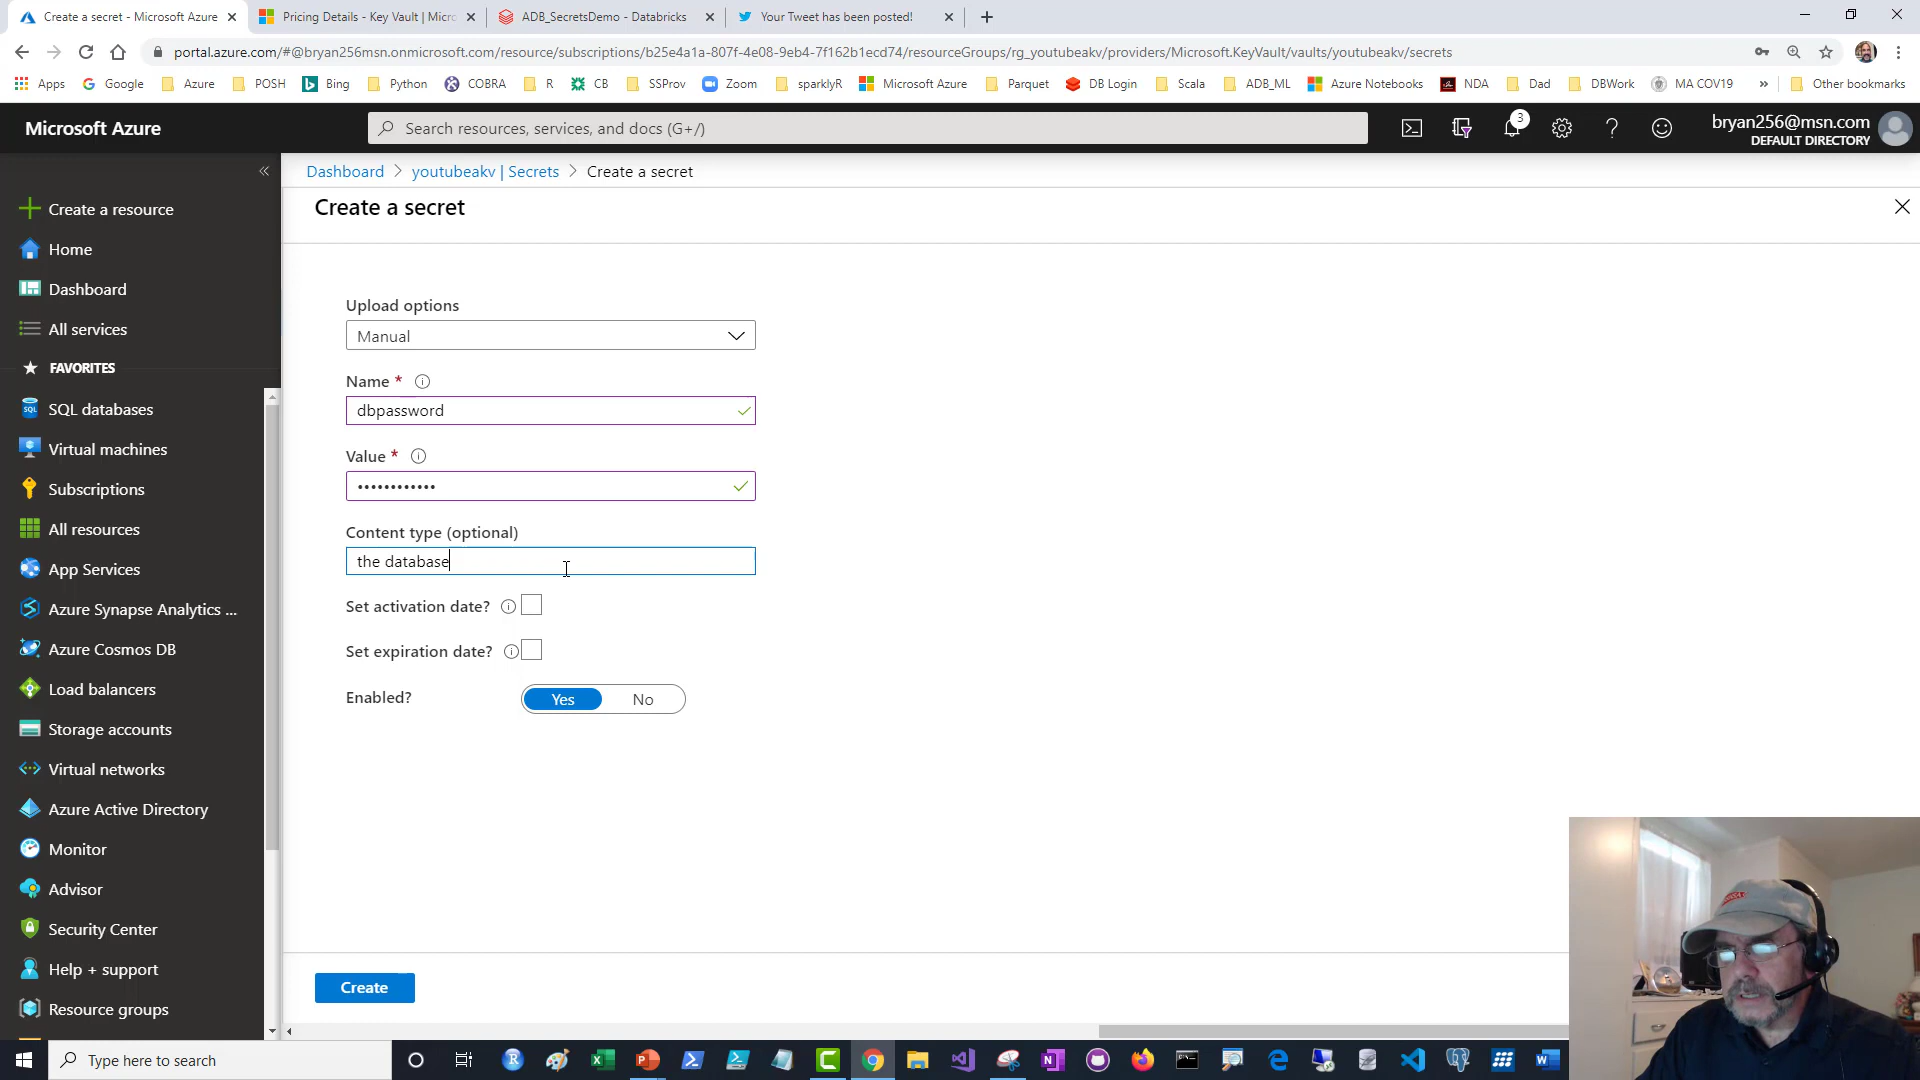 Create a secret - Microsoft Azure
Pricing Details - Key Vault | Micr
ADB_SecretsDemo - Databricks
Your Tweet has been posted!
portal.azure.com/#@bryan256msn.onmicrosoft.com/resource/subscriptions/b25e4a1a-807f-4e08-9eb4-7f162b1ecd74/resourceGroups/rg_youtubeakv/providers/Microsoft.KeyVault/vaults/youtubeakv/secrets
Apps Google Azure POSH Bing Python COBRA R CB SSProv Zoom sparklyR Microsoft Azure Parquet DB Login Scala ADB_ML Azure Notebooks NDA Dad DBWork MA COV19 » Other bookmarks
Microsoft Azure
Search resources, services, and docs (G+/)
3
bryan256@msn.com
DEFAULT DIRECTORY
Dashboard > youtubeakv | Secrets > Create a secret
Create a secret
Create a resource
Home
Dashboard
All services
FAVORITES
SQL databases
Virtual machines
Subscriptions
All resources
App Services
Azure Synapse Analytics ...
Azure Cosmos DB
Load balancers
Storage accounts
Virtual networks
Azure Active Directory
Monitor
Advisor
Security Center
Help + support
Resource groups
Upload options
Manual
Name *
dbpassword
Value *
••••••••••••
Content type (optional)
the database
Set activation date?
Set expiration date?
Enabled?
Yes No
Create
Type here to search